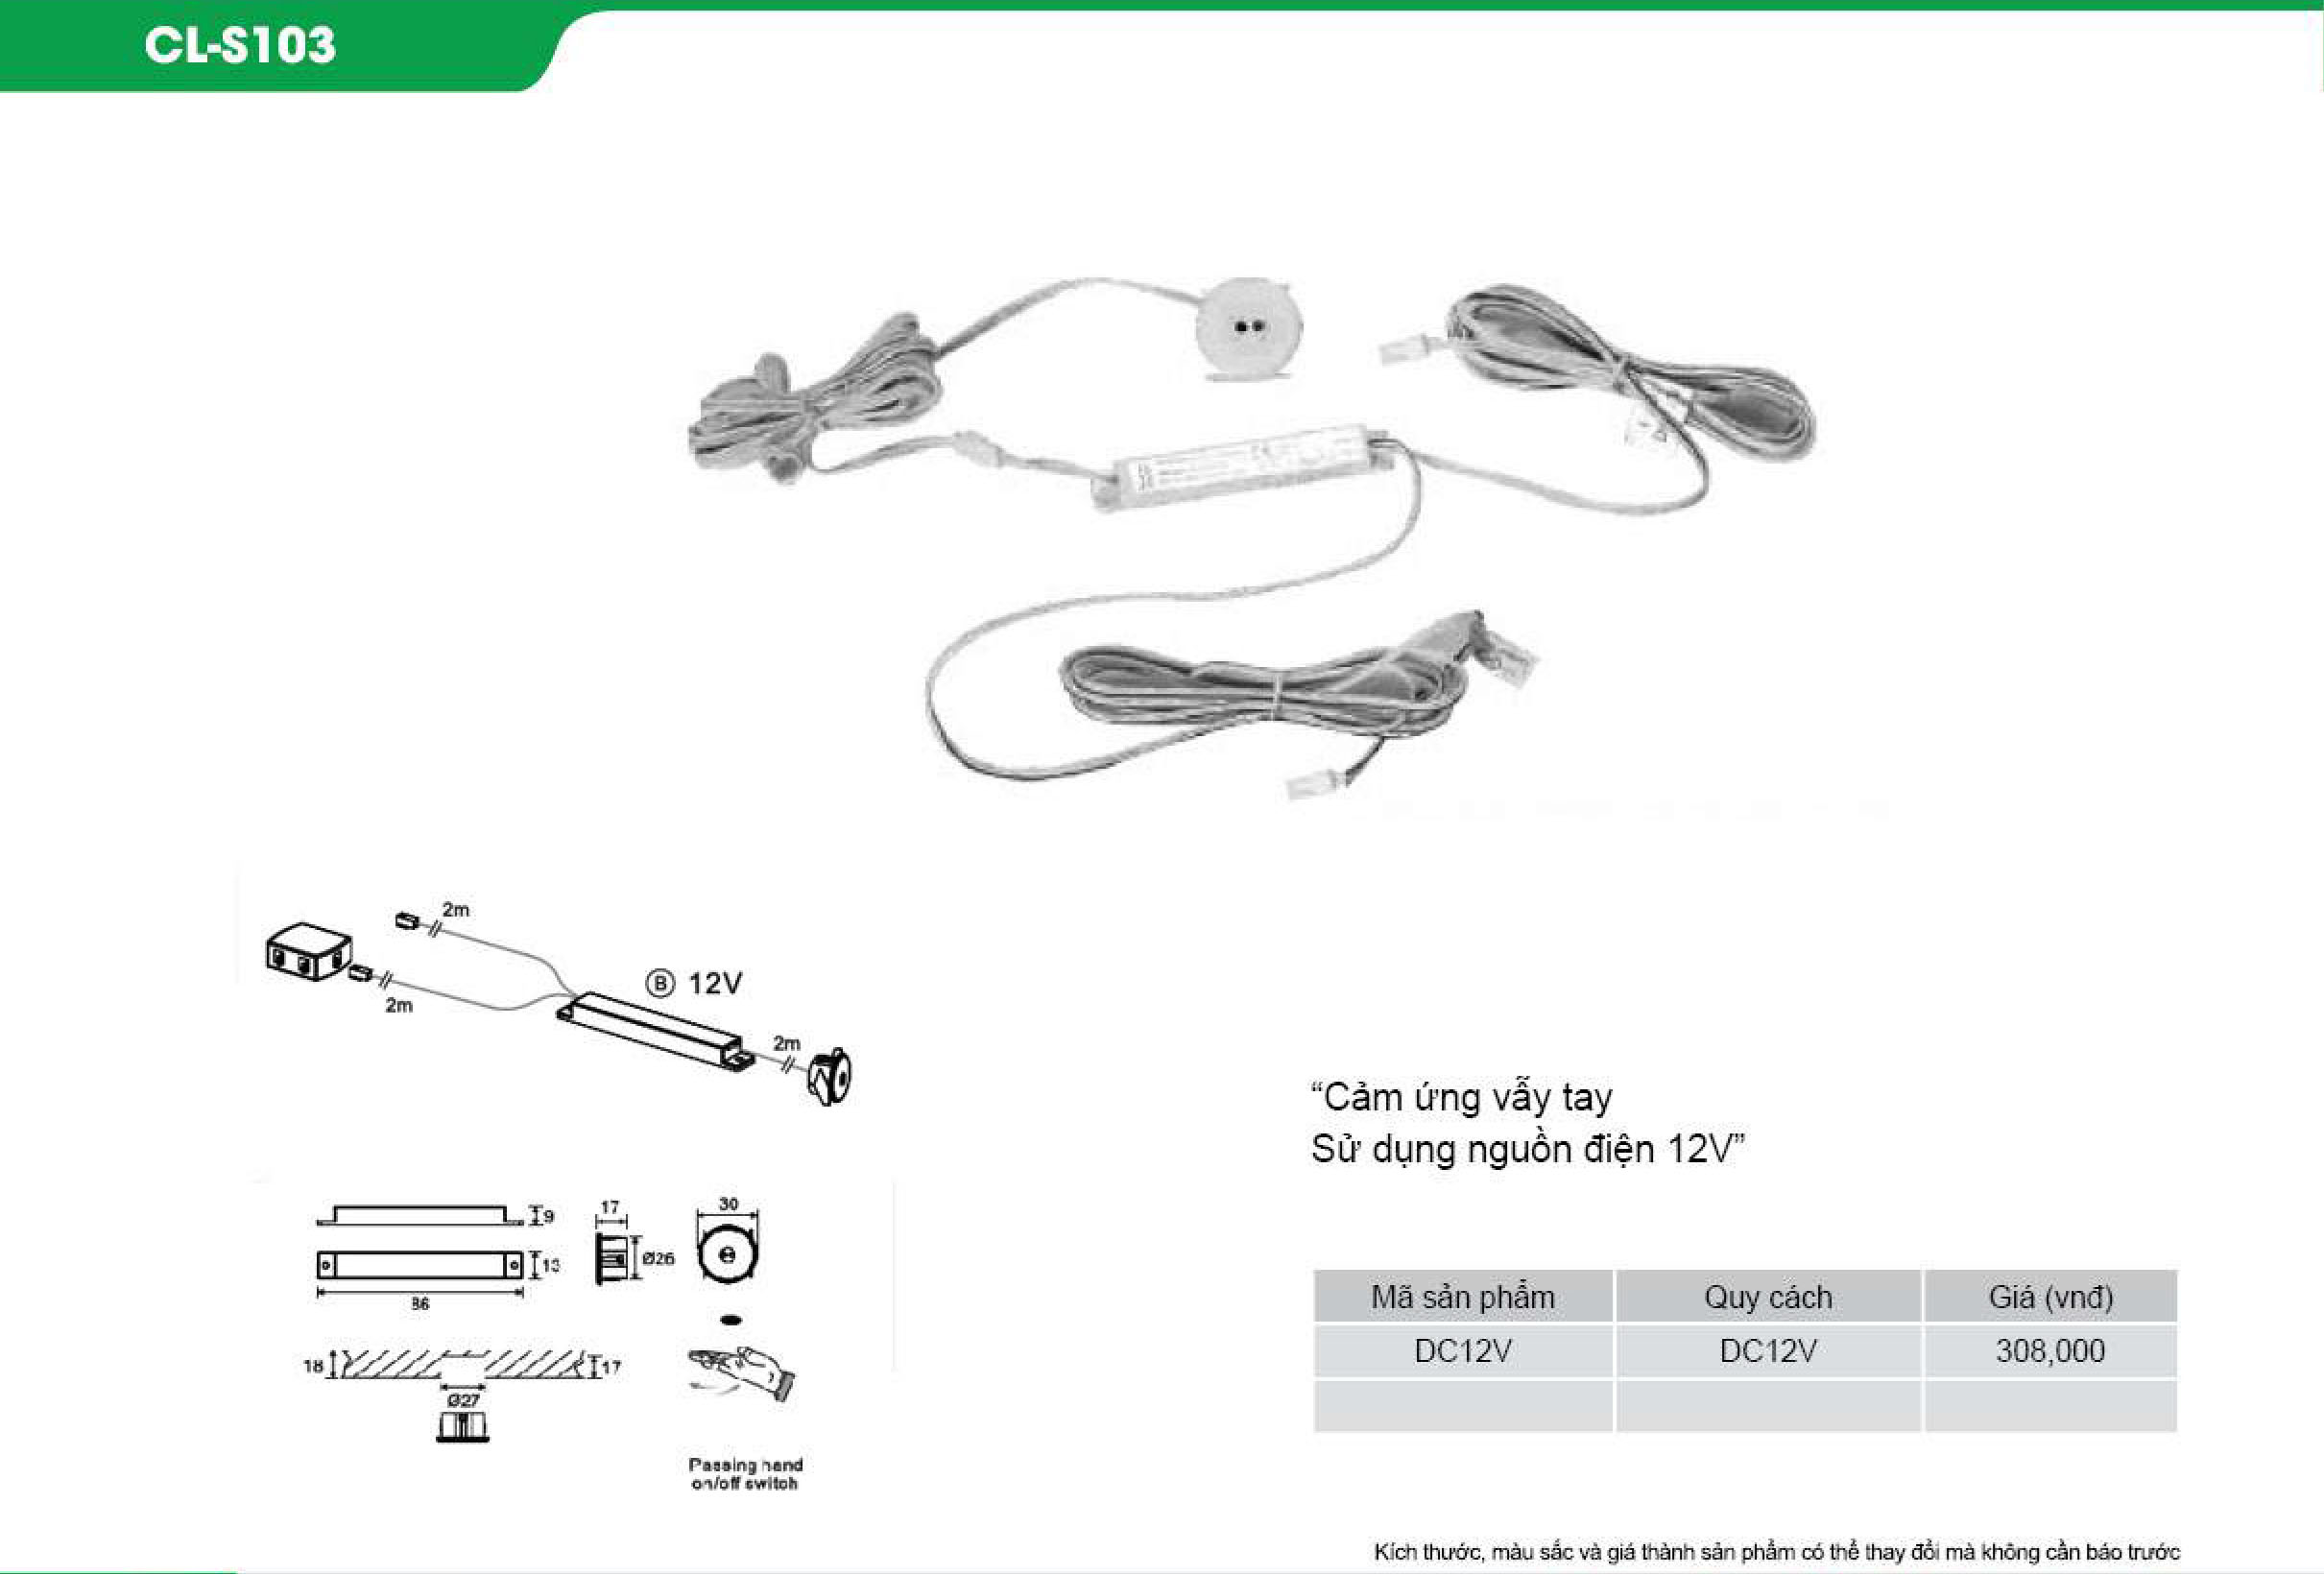 CL-S103
2m
2m
Ⓑ 12V
2m
“Cảm ứng vẫy tay
Sử dụng nguồn điện 12V”
9
17
30
13
Ø26
86
18
17
Ø27
Passing hand
on/off switch
Mã sản phẩm Quy cách Giá (vnđ)
DC12V DC12V 308,000
Kích thước, màu sắc và giá thành sản phẩm có thể thay đổi mà không cần báo trước